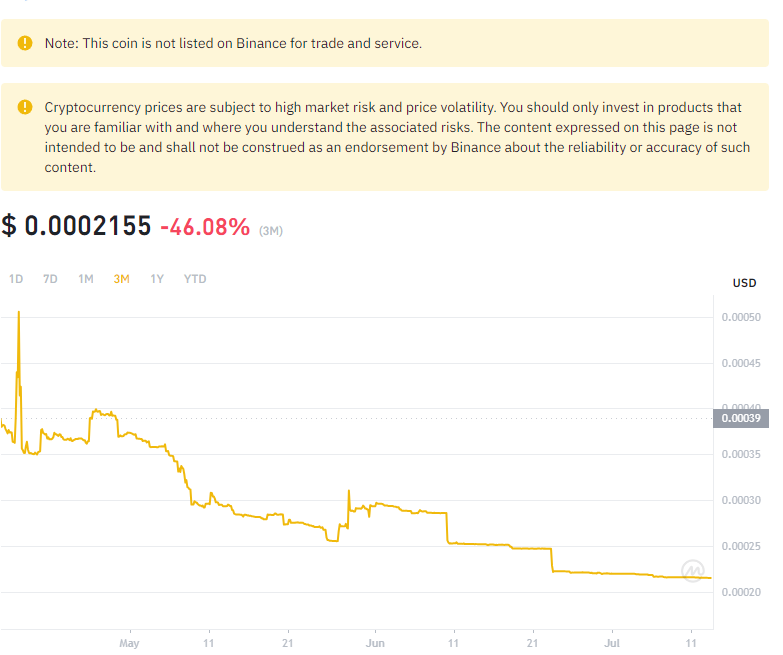 Note: This coin is not listed on Binance for trade and service.
Cryptocurrency prices are subject to high market risk and price volatility. You should only invest in products that
you are familiar with and where you understand the associated risks. The content expressed on this page is not
intended to be and shall not be construed as an endorsement by Binance about the reliability or accuracy of such
content.
$ 0.0002155 -46.08% (3M)
1D 7D 1M 3M 1Y YTD
USD
0.00050
0.00045
0.00040
0.00039
0.00035
0.00030
0.00025
0.00020
May 11 21 Jun 11 21 Jul 11